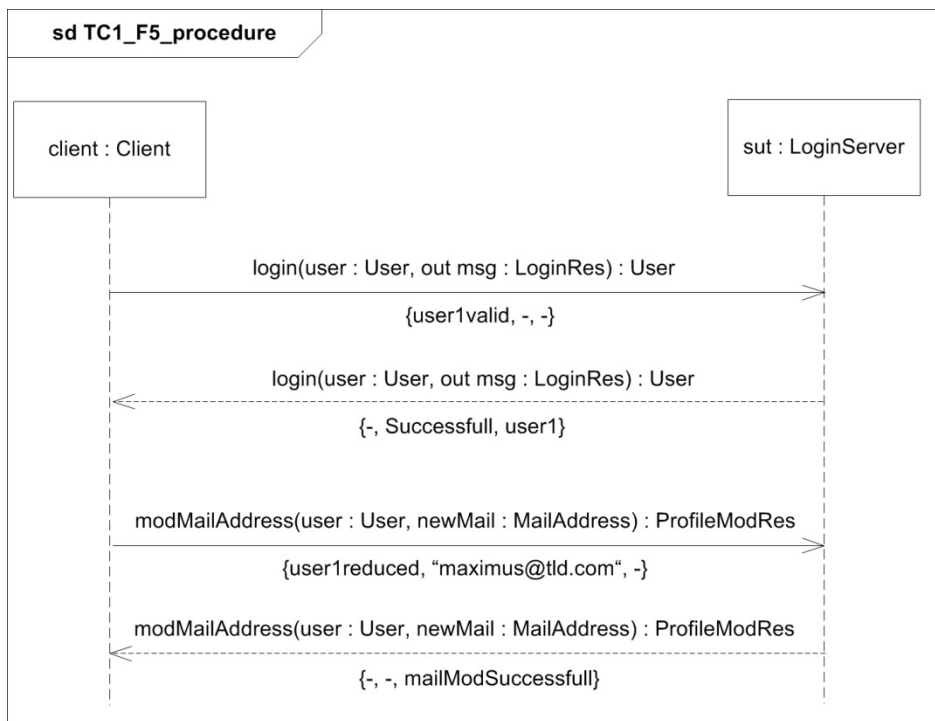 sd TC1_F5_procedure
client : Client
sut : LoginServer
login(user : User, out msg : LoginRes) : User
{user1valid, -, -}
login(user : User, out msg : LoginRes) : User
{-, Successfull, user1}
modMailAddress(user : User, newMail : MailAddress) : ProfileModRes
{user1reduced, “maximus@tld.com“, -}
modMailAddress(user : User, newMail : MailAddress) : ProfileModRes
{-, -, mailModSuccessfull}